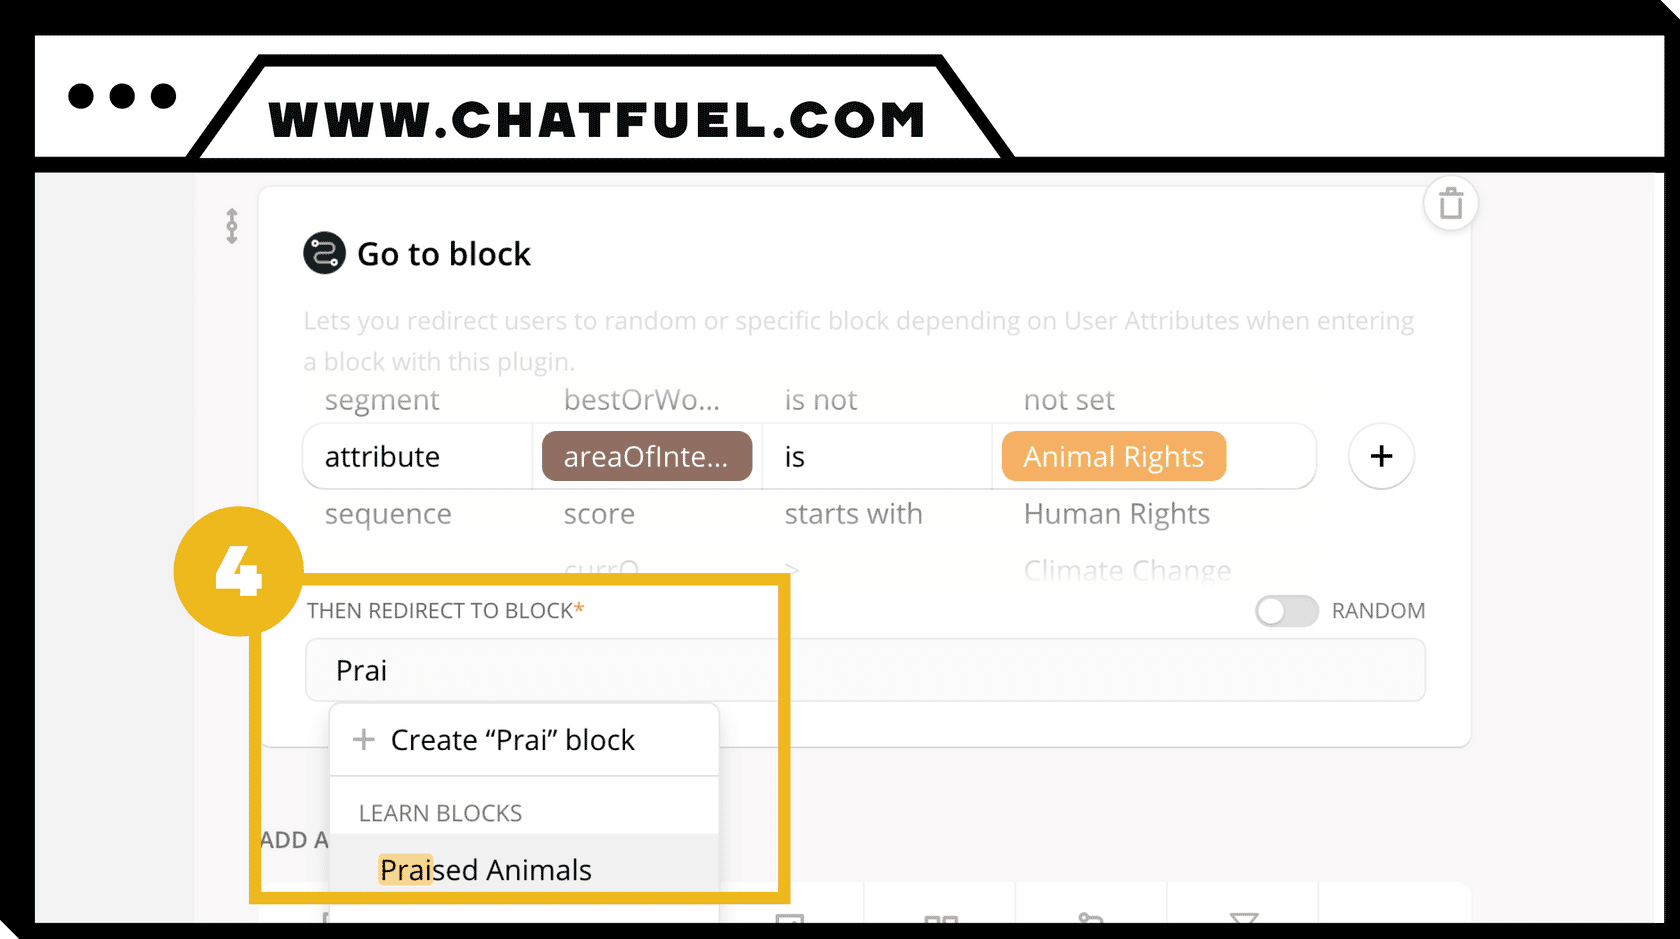 WWW.CHATFUEL.COM
Go to block
Lets you redirect users to random or specific block depending on User Attributes when entering
a block with this plugin.
segment bestOrWo... is not not set
attribute areaOfInte... is Animal Rights
sequence score starts with Human Rights
currQ > Climate Change
4
THEN REDIRECT TO BLOCK* RANDOM
Prai
+ Create “Prai” block
LEARN BLOCKS
ADD A
Praised Animals